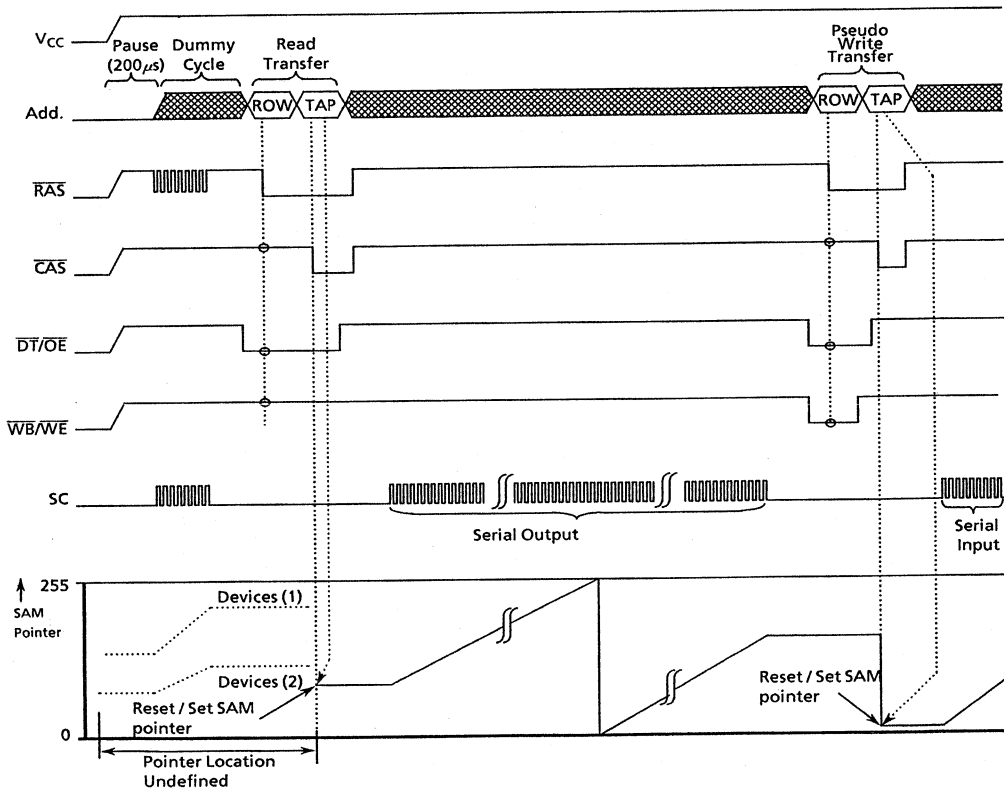 VCC
Pause
(200 μs)
Dummy
Cycle
Read
Transfer
Pseudo
Write
Transfer
Add.
ROW
TAP
ROW
TAP
RAS
CAS
DT/OE
WB/WE
SC
Serial Output
Serial
Input
255
SAM
Pointer
Devices (1)
Devices (2)
Reset / Set SAM
pointer
Reset / Set SAM
pointer
0
Pointer Location
Undefined